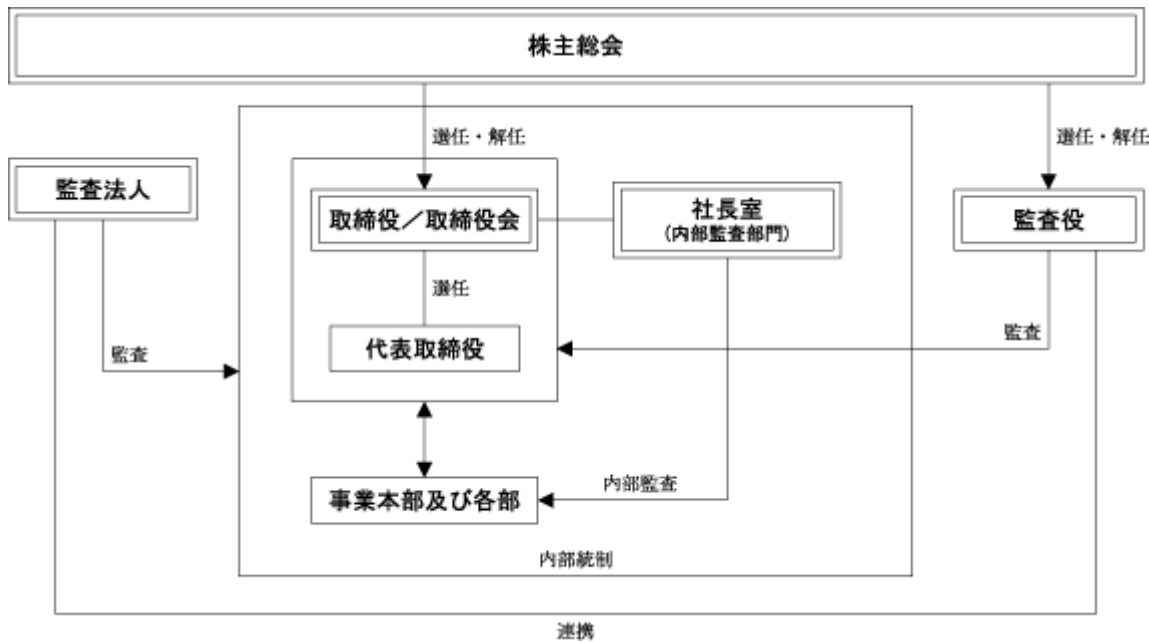 株主総会
選任・解任
選任・解任
監査法人
取締役／取締役会
社長室
（内部監査部門）
監査役
選任
代表取締役
監査
監査
事業本部及び各部
内部監査
内部統制
連携